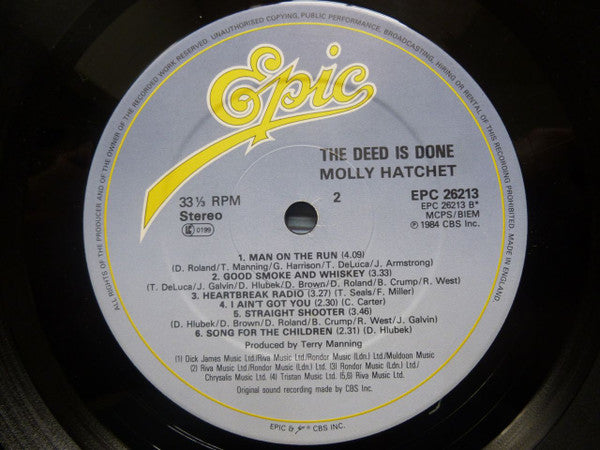 ALL RIGHTS OF THE PRODUCER AND OF THE OWNER OF THE RECORDED WORK RESERVED. UNAUTHORISED COPYING, PUBLIC PERFORMANCE, BROADCASTING, HIRING OR RENTAL OF THIS RECORDING PROHIBITED. MADE IN ENGLAND.
Epic
THE DEED IS DONE
MOLLY HATCHET
33⅓ RPM
Stereo
0199
2
EPC 26213
EPC 26213 B*
MCPS/BIEM
℗ 1984 CBS Inc.
1. MAN ON THE RUN (4.09)
(D. Roland/T. Manning/G. Harrison/T. DeLuca/J. Armstrong)
2. GOOD SMOKE AND WHISKEY (3.33)
(T. DeLuca/J. Galvin/D. Hlubek/D. Brown/D. Roland/B. Crump/R. West)
3. HEARTBREAK RADIO (3.27) (T. Seals/F. Miller)
4. I AIN'T GOT YOU (2.30) (C. Carter)
5. STRAIGHT SHOOTER (3.46)
(D. Hlubek/D. Brown/D. Roland/B. Crump/R. West/J. Galvin)
6. SONG FOR THE CHILDREN (2.31) (D. Hlubek)
Produced by Terry Manning
(1) Dick James Music Ltd./Riva Music Ltd/Rondor Music (Ldn.) Ltd./Muldoon Music
(2) Riva Music Ltd./Rondor Music (Ldn.) Ltd. (3) Rondor Music (Ldn.) Ltd./
Chrysalis Music Ltd. (4) Tristan Music Ltd. (5,6) Riva Music Ltd.
Original sound recording made by CBS Inc.
EPIC & ® CBS INC.